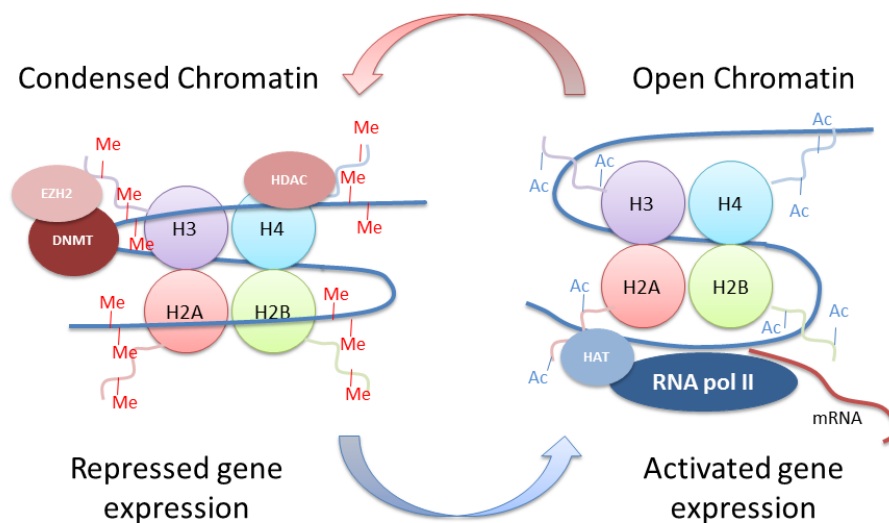 Condensed Chromatin
Open Chromatin
Me
Me
Me
Me
Me
Me
Me
EZH2
HDAC
DNMT
H3
H4
H2A
H2B
Me
Me
Me
Me
Me
Me
Ac
Ac
Ac
Ac
H3
H4
H2A
H2B
Ac
Ac
Ac
Ac
HAT
RNA pol II
mRNA
Repressed gene
expression
Activated gene
expression